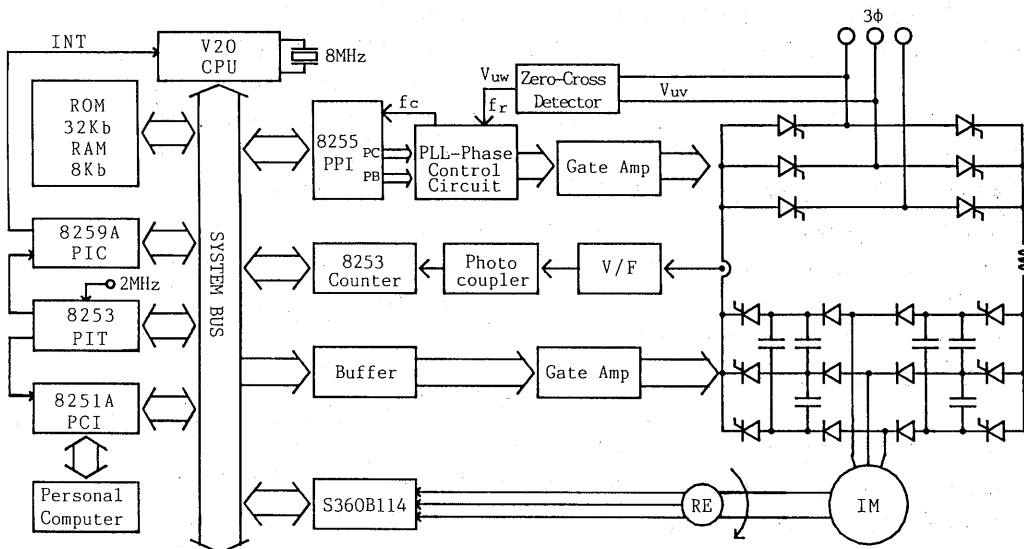 INT
V20
CPU
8MHz
3ϕ
ROM
32Kb
RAM
8Kb
8255
PPI
PC
PB
fc
PLL-Phase
Control
Circuit
Vuw
fr
Zero-Cross
Detector
Vuv
Gate Amp
8259A
PIC
SYSTEM BUS
8253
Counter
Photo
coupler
V/F
2MHz
8253
PIT
Buffer
Gate Amp
8251A
PCI
Personal
Computer
S360B114
RE
IM